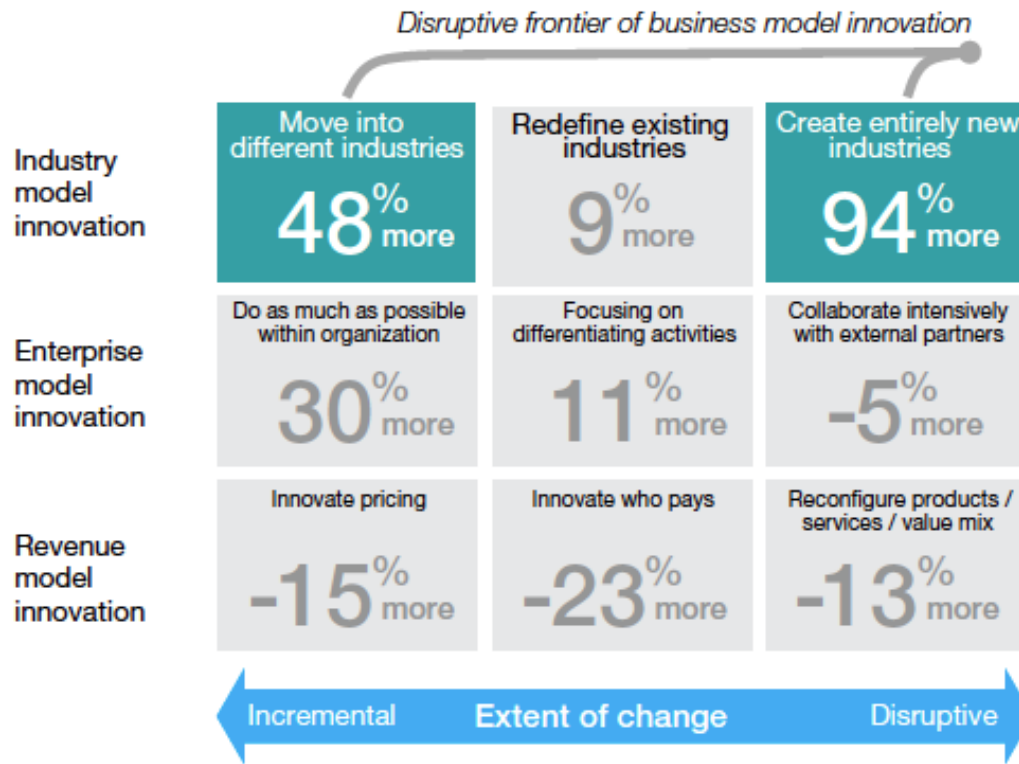 Disruptive frontier of business model innovation
Industry
model
innovation
Move into
different industries
48% more
Redefine existing
industries
9% more
Create entirely new
industries
94% more
Enterprise
model
innovation
Do as much as possible
within organization
30% more
Focusing on
differentiating activities
11% more
Collaborate intensively
with external partners
-5% more
Revenue
model
innovation
Innovate pricing
-15% more
Innovate who pays
-23% more
Reconfigure products /
services / value mix
-13% more
Incremental
Extent of change
Disruptive